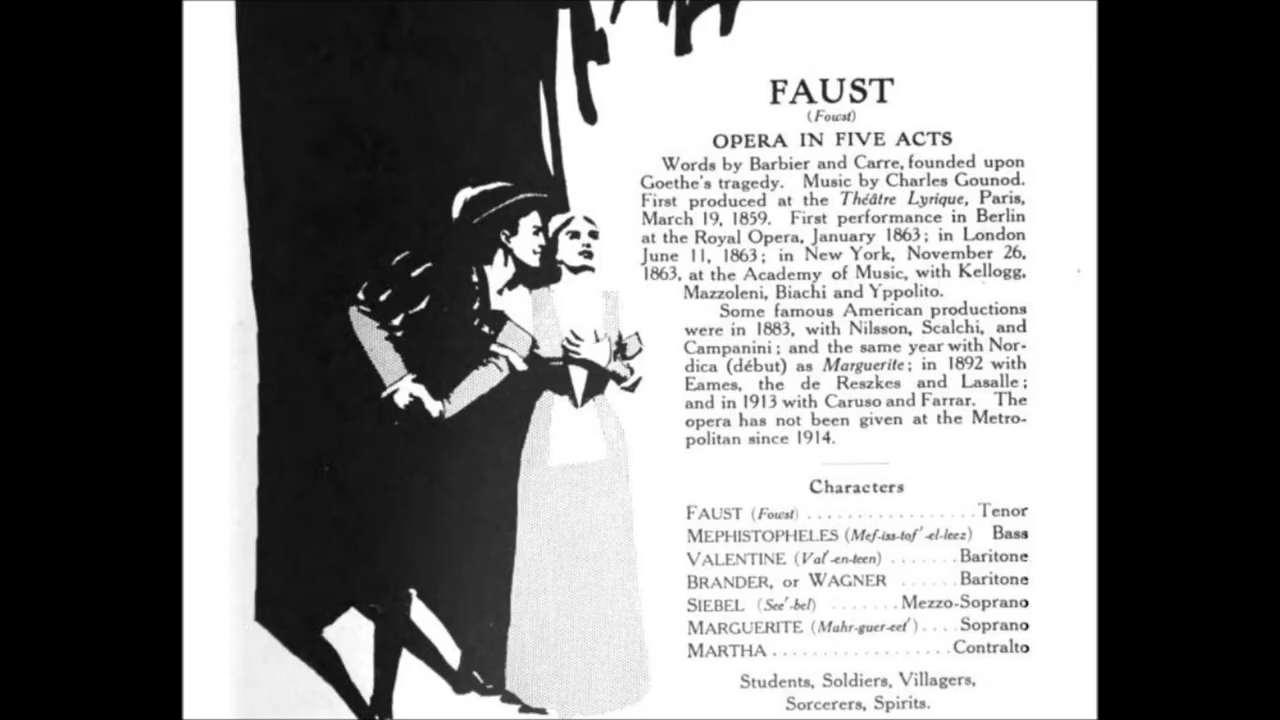 FAUST
(Fowst)
OPERA IN FIVE ACTS
Words by Barbier and Carre, founded upon
Goethe's tragedy. Music by Charles Gounod.
First produced at the Théâtre Lyrique, Paris,
March 19, 1859. First performance in Berlin
at the Royal Opera, January 1863; in London
June 11, 1863; in New York, November 26,
1863, at the Academy of Music, with Kellogg,
Mazzoleni, Biachi and Yppolito.
Some famous American productions
were in 1883, with Nilsson, Scalchi, and
Campanini; and the same year with Nor-
dica (début) as Marguerite; in 1892 with
Eames, the de Reszkes and Lasalle;
and in 1913 with Caruso and Farrar. The
opera has not been given at the Metro-
politan since 1914.
Characters
FAUST (Fowst) . . . . . . . . . . . . . . . . . Tenor
MEPHISTOPHELES (Mef-iss-tof'-el-leez) Bass
VALENTINE (Val'-en-teen) . . . . . . . Baritone
BRANDER, or WAGNER . . . . . . Baritone
SIEBEL (See'-bel) . . . . . . . Mezzo-Soprano
MARGUERITE (Mahr-guer-eet') . . . . Soprano
MARTHA . . . . . . . . . . . . . . . . . . Contralto
Students, Soldiers, Villagers,
Sorcerers, Spirits.